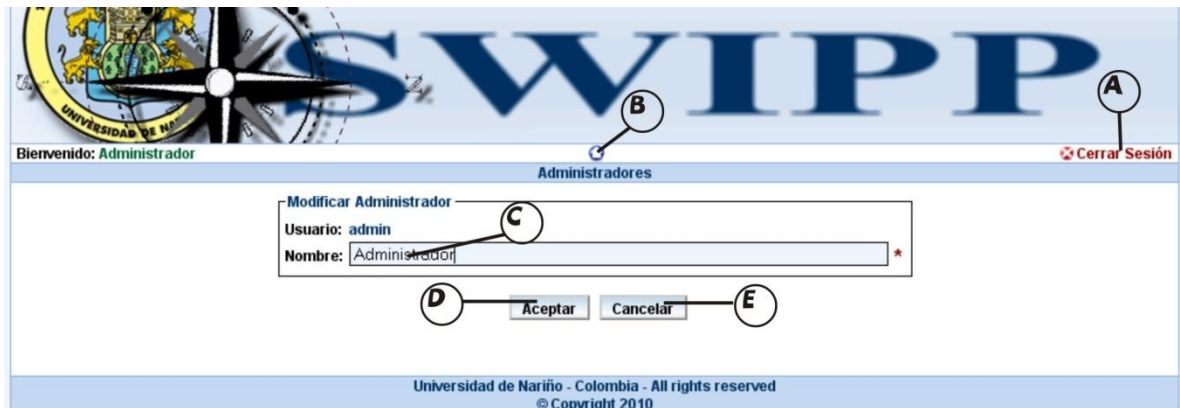 SWIPP
UNIVERSIDAD DE
A
B
Bienvenido: Administrador
Cerrar Sesión
Administradores
Modificar Administrador
C
Usuario: admin
Nombre: Administrador *
D
Aceptar
Cancelar
E
Universidad de Nariño - Colombia - All rights reserved
© Copyright 2010